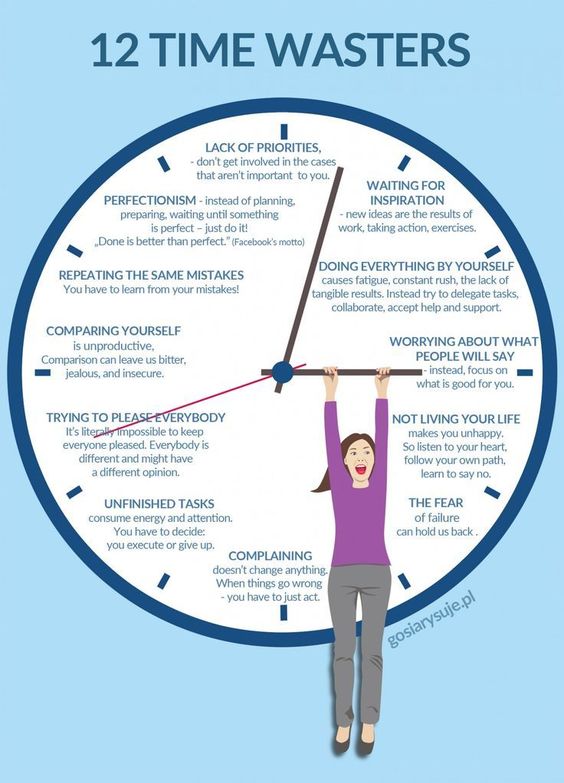 12 TIME WASTERS
LACK OF PRIORITIES,
- don't get involved in the cases
that aren't important to you.
WAITING FOR
INSPIRATION
- new ideas are the results of
work, taking action, exercises.
DOING EVERYTHING BY YOURSELF
causes fatigue, constant rush, the lack of
tangible results. Instead try to delegate tasks,
collaborate, accept help and support.
WORRYING ABOUT WHAT
PEOPLE WILL SAY
- instead, focus on
what is good for you.
NOT LIVING YOUR LIFE
makes you unhappy.
So listen to your heart,
follow your own path,
learn to say no.
THE FEAR
of failure
can hold us back .
COMPLAINING
doesn't change anything.
When things go wrong
- you have to just act.
UNFINISHED TASKS
consume energy and attention.
You have to decide:
you execute or give up.
TRYING TO PLEASE EVERYBODY
It's literally impossible to keep
everyone pleased. Everybody is
different and might have
a different opinion.
COMPARING YOURSELF
is unproductive,
Comparison can leave us bitter,
jealous, and insecure.
REPEATING THE SAME MISTAKES
You have to learn from your mistakes!
PERFECTIONISM - instead of planning,
preparing, waiting until something
is perfect – just do it!
„Done is better than perfect.” (Facebook's motto)
gosiarysuje.pl